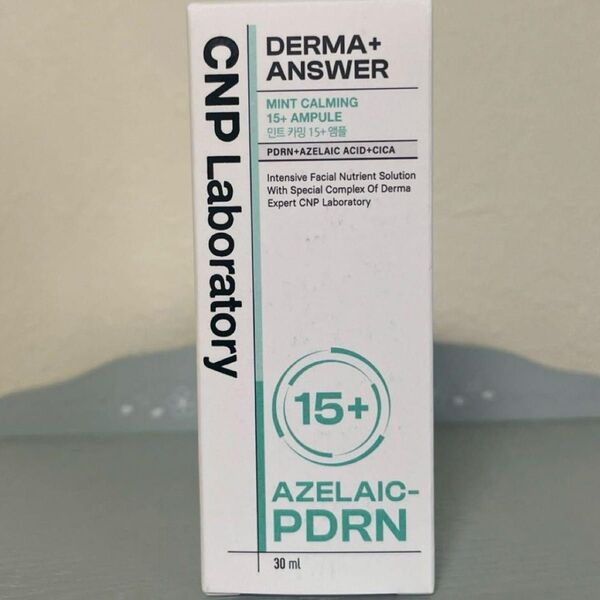 CNP Laboratory
DERMA+
ANSWER
MINT CALMING
15+ AMPULE
민트 카밍 15+ 앰플
PDRN+AZELAIC ACID+CICA
Intensive Facial Nutrient Solution
With Special Complex Of Derma
Expert CNP Laboratory
15+
AZELAIC-
PDRN
30 ml